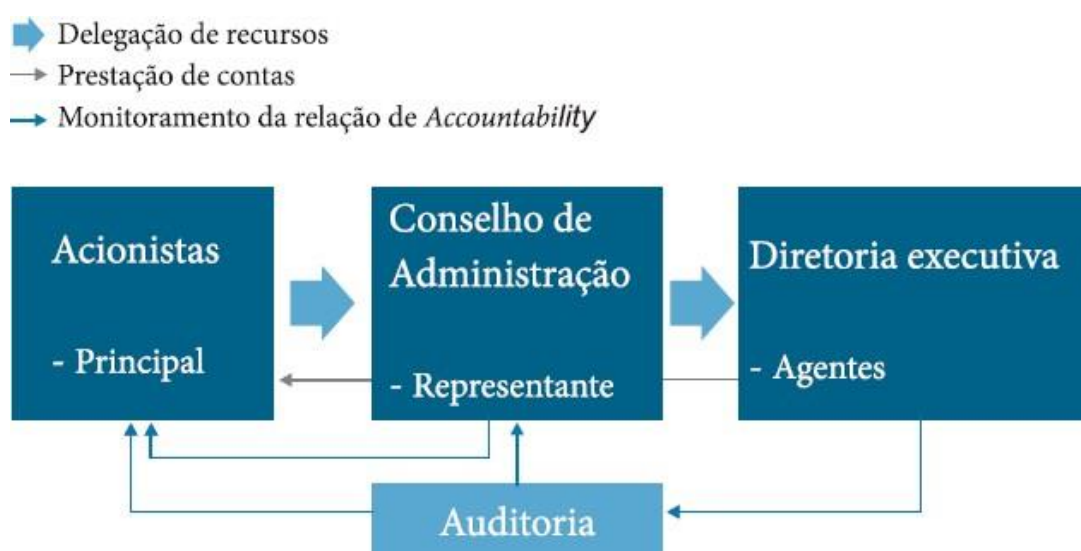 Delegação de recursos
Prestação de contas
Monitoramento da relação de Accountability
Acionistas
- Principal
Conselho de
Administração
- Representante
Diretoria executiva
- Agentes
Auditoria